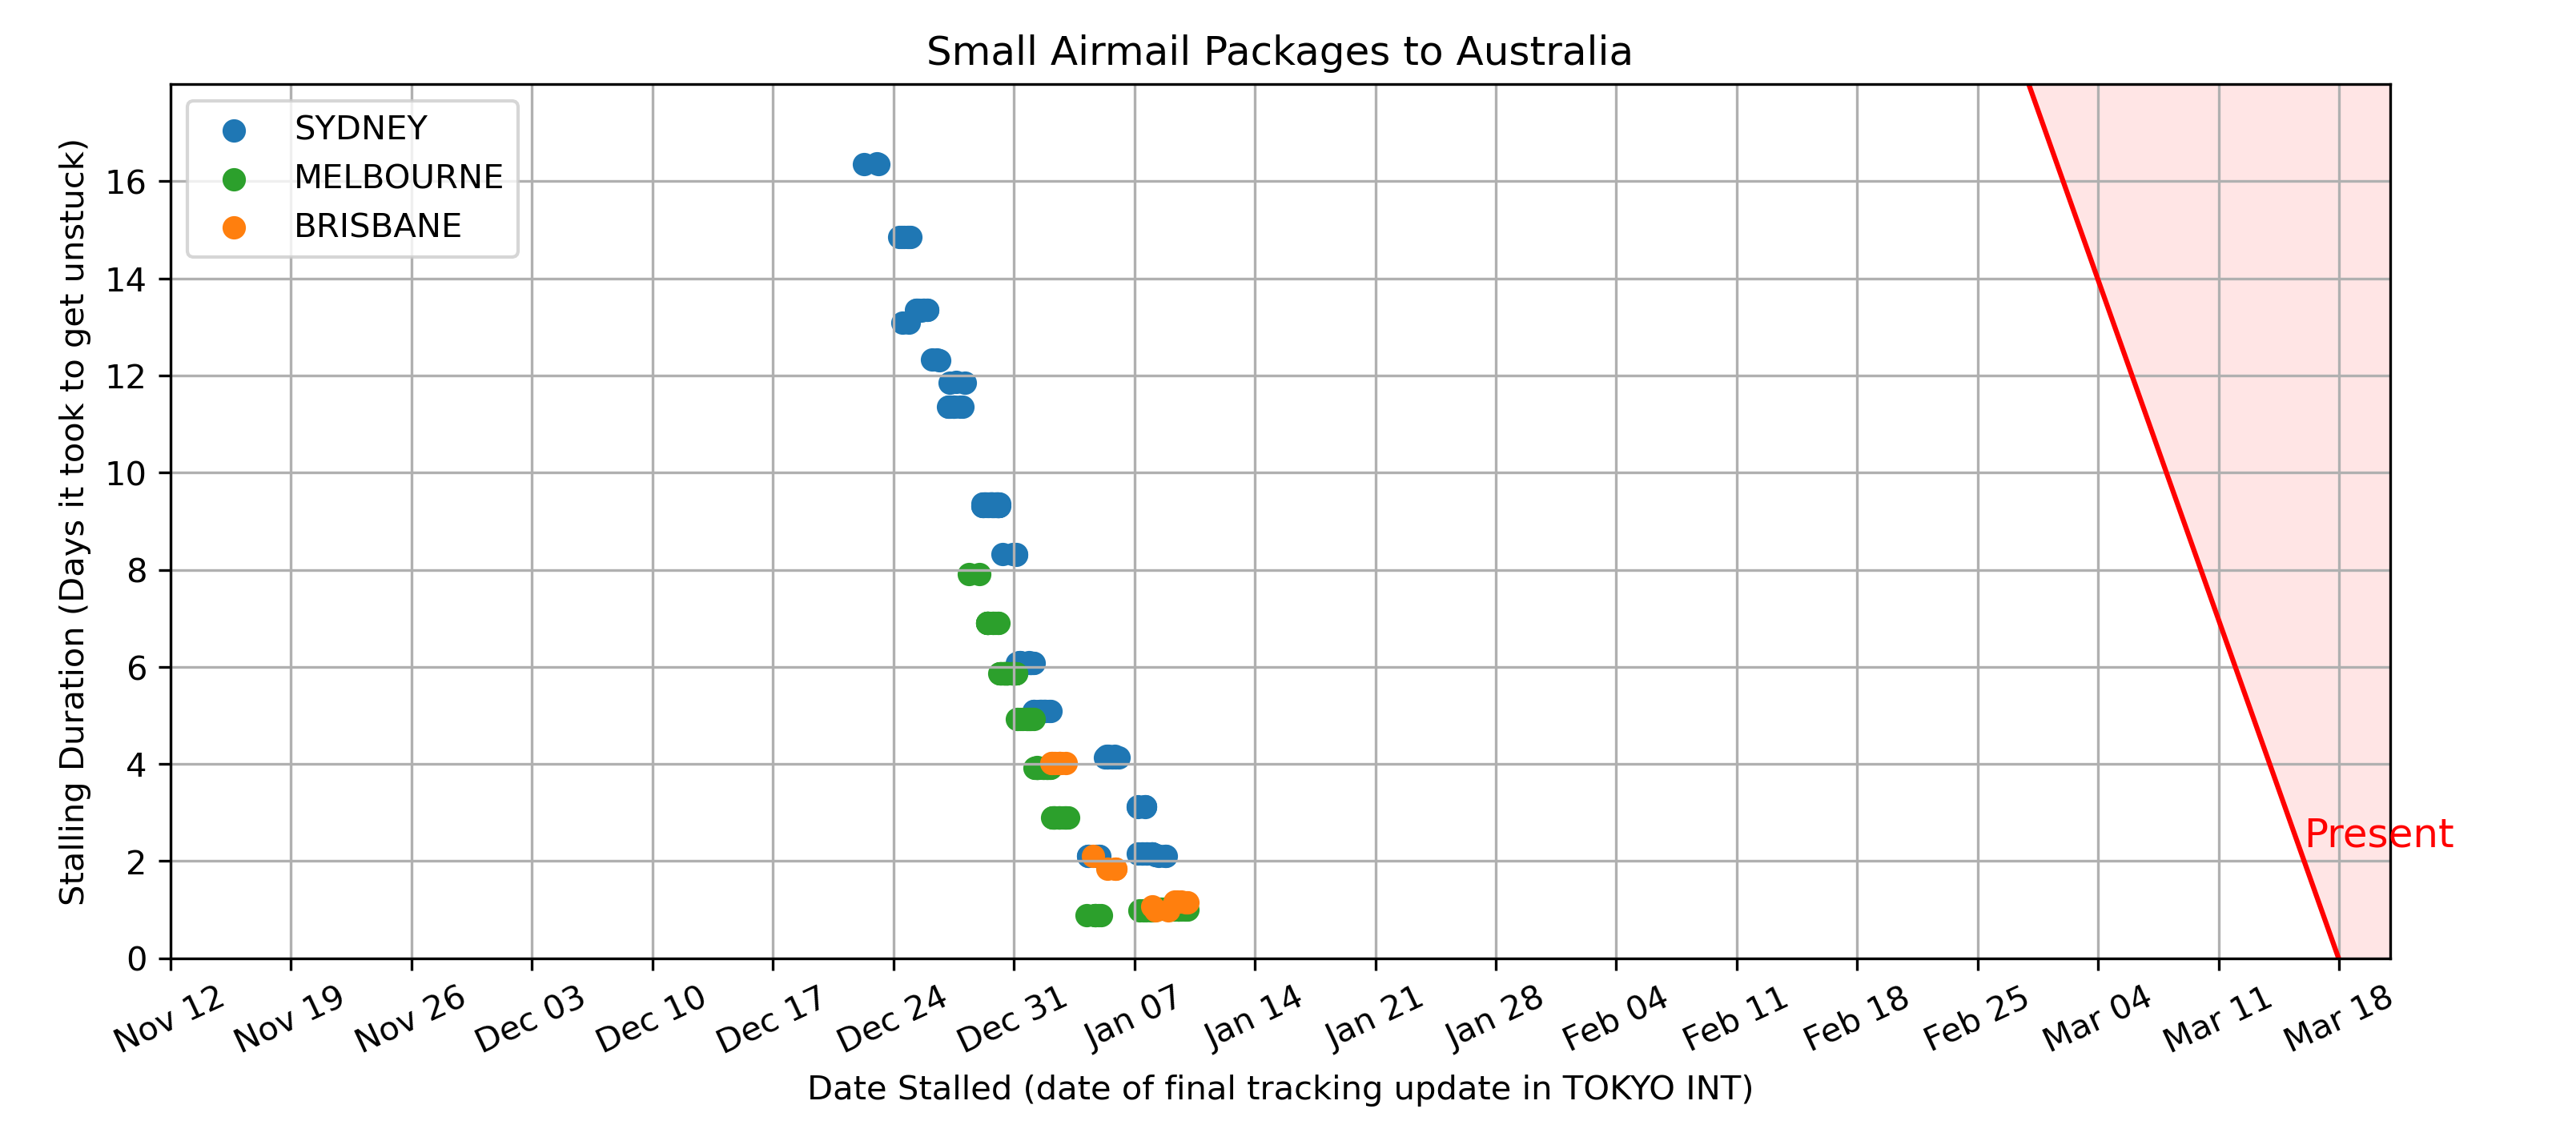 Small Airmail Packages to Australia
SYDNEY
MELBOURNE
BRISBANE
Stalling Duration (Days it took to get unstuck)
16
14
12
10
8
6
4
2
0
Present
Nov 12
Nov 19
Nov 26
Dec 03
Dec 10
Dec 17
Dec 24
Dec 31
Jan 07
Jan 14
Jan 21
Jan 28
Feb 04
Feb 11
Feb 18
Feb 25
Mar 04
Mar 11
Mar 18
Date Stalled (date of final tracking update in TOKYO INT)